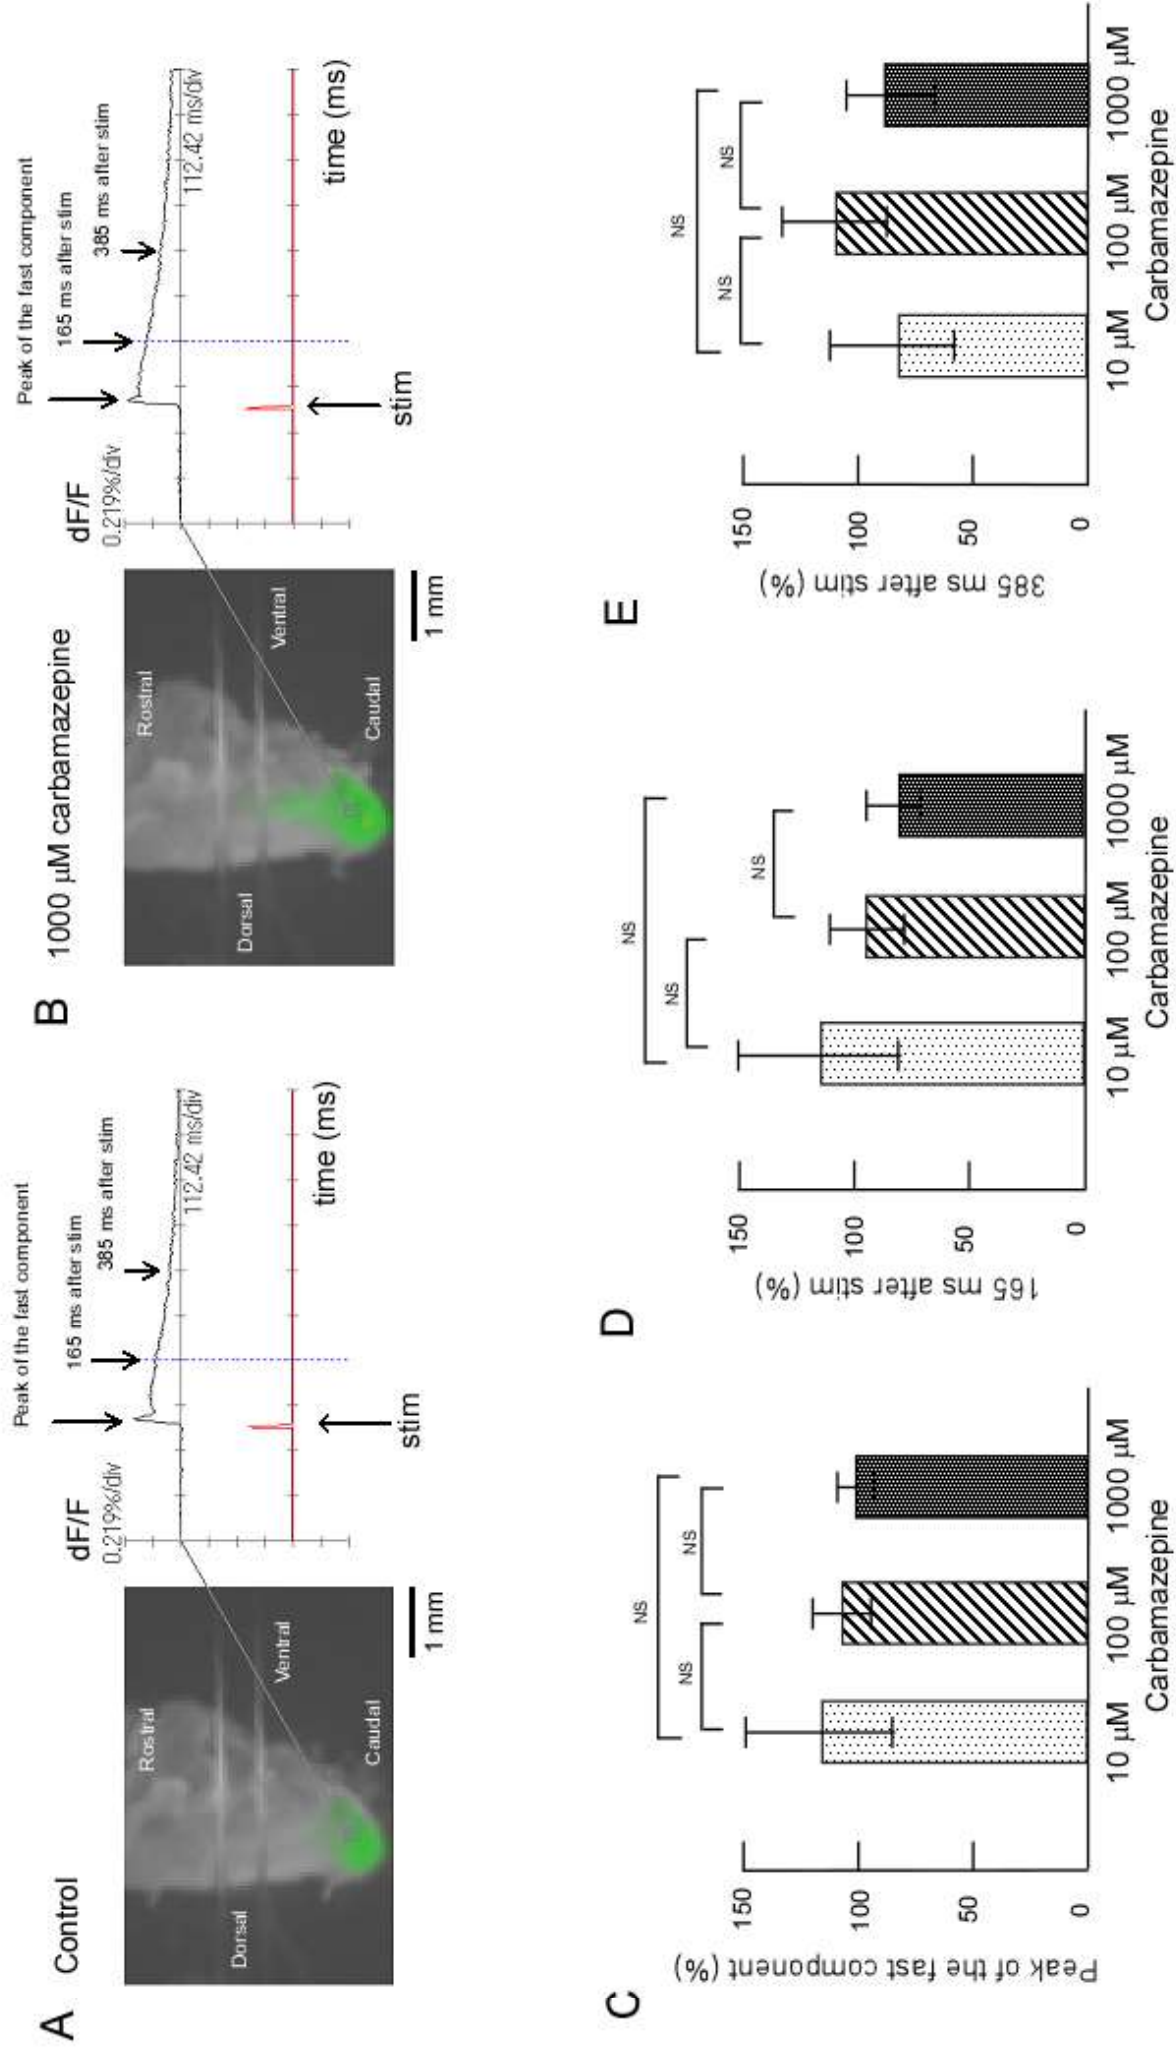 A
Control
Rostral
Dorsal
Ventral
Caudal
1 mm
dF/F
0.219%/div
Peak of the fast component
165 ms after stim
385 ms after stim
112.42 ms/div
time (ms)
stim
B
1000 µM carbamazepine
Rostral
Dorsal
Ventral
Caudal
1 mm
dF/F
0.219%/div
Peak of the fast component
165 ms after stim
385 ms after stim
112.42 ms/div
time (ms)
stim
C
Peak of the fast component (%)
150
100
50
0
NS
NS
NS
10 µM 100 µM 1000 µM
Carbamazepine
D
165 ms after stim (%)
150
100
50
0
NS
NS
NS
10 µM 100 µM 1000 µM
Carbamazepine
E
385 ms after stim (%)
150
100
50
0
NS
NS
NS
10 µM 100 µM 1000 µM
Carbamazepine